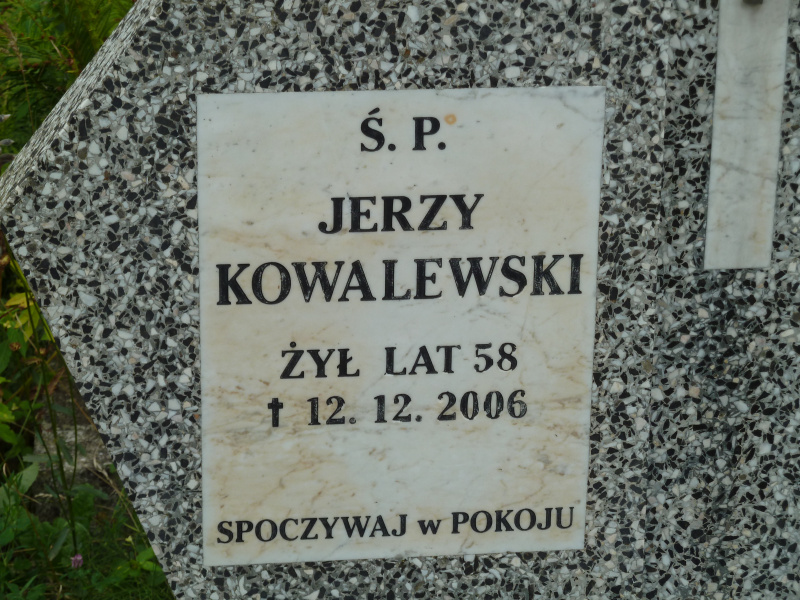 Ś. P.
JERZY
KOWALEWSKI
ŻYŁ LAT 58
† 12. 12. 2006
SPOCZYWAJ w POKOJU